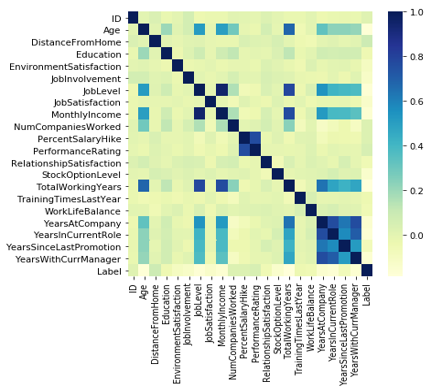 ID
Age
DistanceFromHome
Education
EnvironmentSatisfaction
JobInvolvement
JobLevel
JobSatisfaction
MonthlyIncome
NumCompaniesWorked
PercentSalaryHike
PerformanceRating
RelationshipSatisfaction
StockOptionLevel
TotalWorkingYears
TrainingTimesLastYear
WorkLifeBalance
YearsAtCompany
YearsInCurrentRole
YearsSinceLastPromotion
YearsWithCurrManager
Label
ID
Age
DistanceFromHome
Education
EnvironmentSatisfaction
JobInvolvement
JobLevel
JobSatisfaction
MonthlyIncome
NumCompaniesWorked
PercentSalaryHike
PerformanceRating
RelationshipSatisfaction
StockOptionLevel
TotalWorkingYears
TrainingTimesLastYear
WorkLifeBalance
YearsAtCompany
YearsInCurrentRole
YearsSinceLastPromotion
YearsWithCurrManager
Label
1.0
0.8
0.6
0.4
0.2
0.0